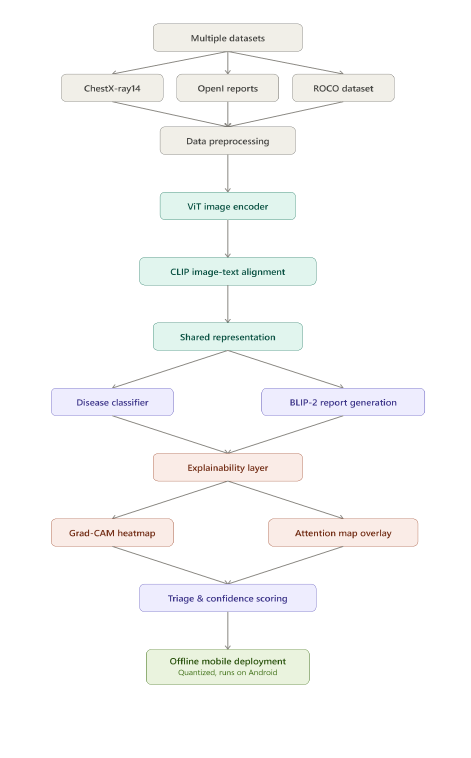 Multiple datasets
ChestX-ray14
OpenI reports
ROCO dataset
Data preprocessing
ViT image encoder
CLIP image-text alignment
Shared representation
Disease classifier
BLIP-2 report generation
Explainability layer
Grad-CAM heatmap
Attention map overlay
Triage & confidence scoring
Offline mobile deployment
Quantized, runs on Android